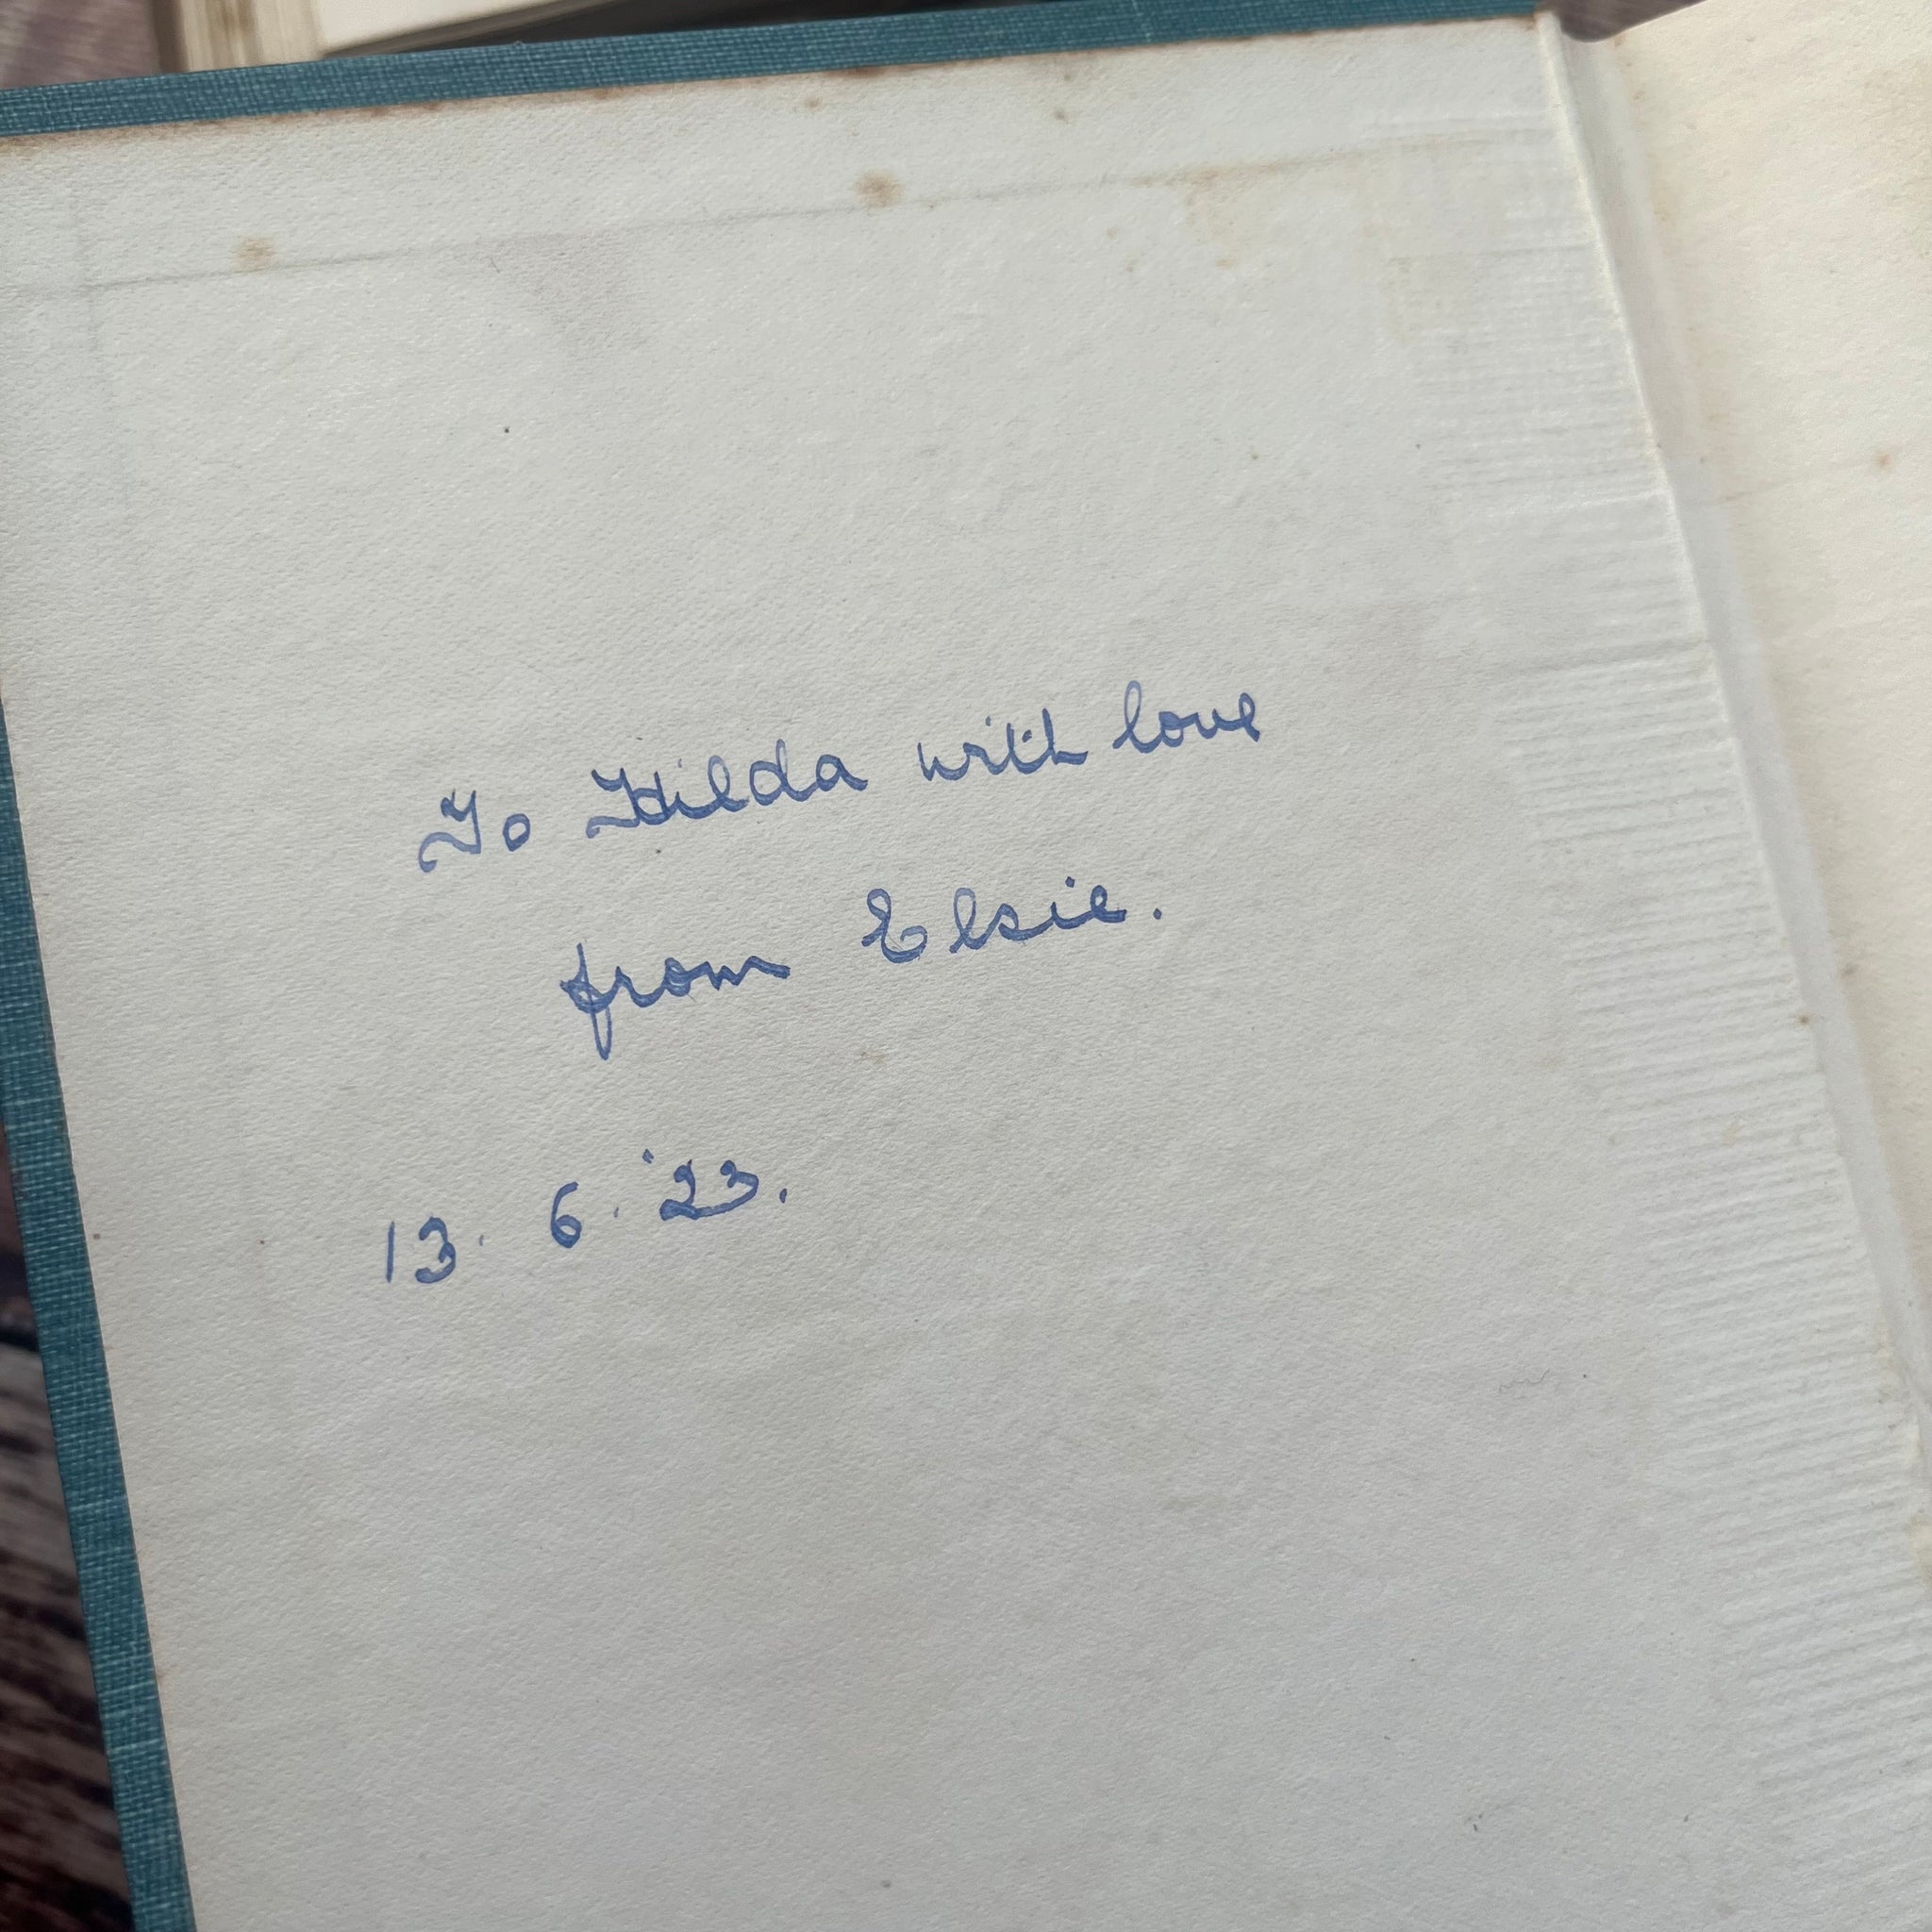 To Hilda with love
from Elsie.
13. 6. '23.